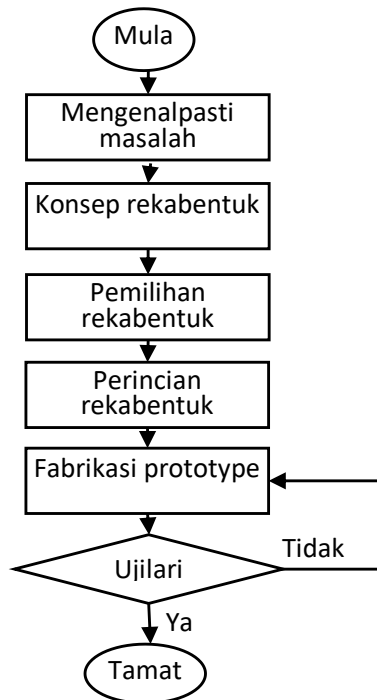 Mula
Mengenalpasti
masalah
Konsep rekabentuk
Pemilihan
rekabentuk
Perincian
rekabentuk
Fabrikasi prototype
Tidak
Ujilari
Ya
Tamat